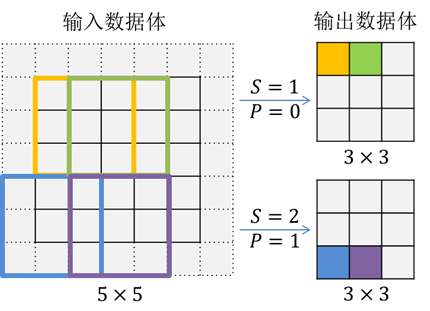 输入数据体
输出数据体
S = 1
P = 0
3 × 3
S = 2
P = 1
5 × 5
3 × 3